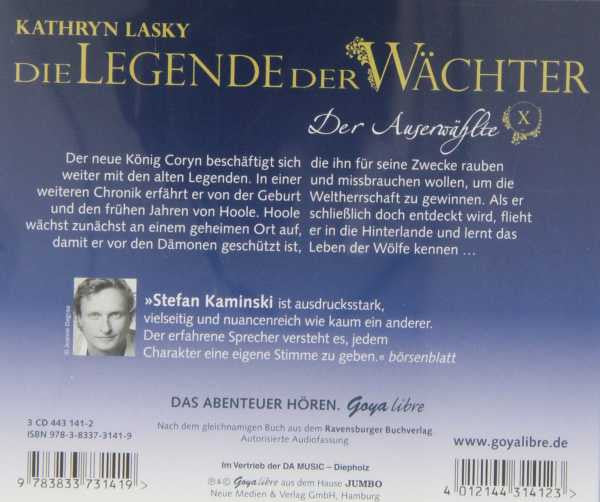 KATHRYN LASKY
DIE LEGENDE DER WÄCHTER
Der Auserwählte X
Der neue König Coryn beschäftigt sich
weiter mit den alten Legenden. In einer
weiteren Chronik erfährt er von der Geburt
und den frühen Jahren von Hoole. Hoole
wächst zunächst an einem geheimen Ort auf,
damit er vor den Dämonen geschützt ist,
die ihn für seine Zwecke rauben
und missbrauchen wollen, um die
Weltherrschaft zu gewinnen. Als er
schließlich doch entdeckt wird, flieht
er in die Hinterlande und lernt das
Leben der Wölfe kennen ...
»Stefan Kaminski ist ausdrucksstark,
vielseitig und nuancenreich wie kaum ein anderer.
Der erfahrene Sprecher versteht es, jedem
Charakter eine eigene Stimme zu geben.« börsenblatt
DAS ABENTEUER HÖREN. Goya libre
Nach dem gleichnamigen Buch aus dem Ravensburger Buchverlag
Autorisierte Audiofassung
3 CD 443 141-2
ISBN 978-3-8337-3141-9
9 783833 731419 >
Im Vertrieb der DA MUSIC – Diepholz
℗&© Goya libre aus dem Hause JUMBO
Neue Medien & Verlag GmbH, Hamburg
www.goyalibre.de
4 012144 314123 >